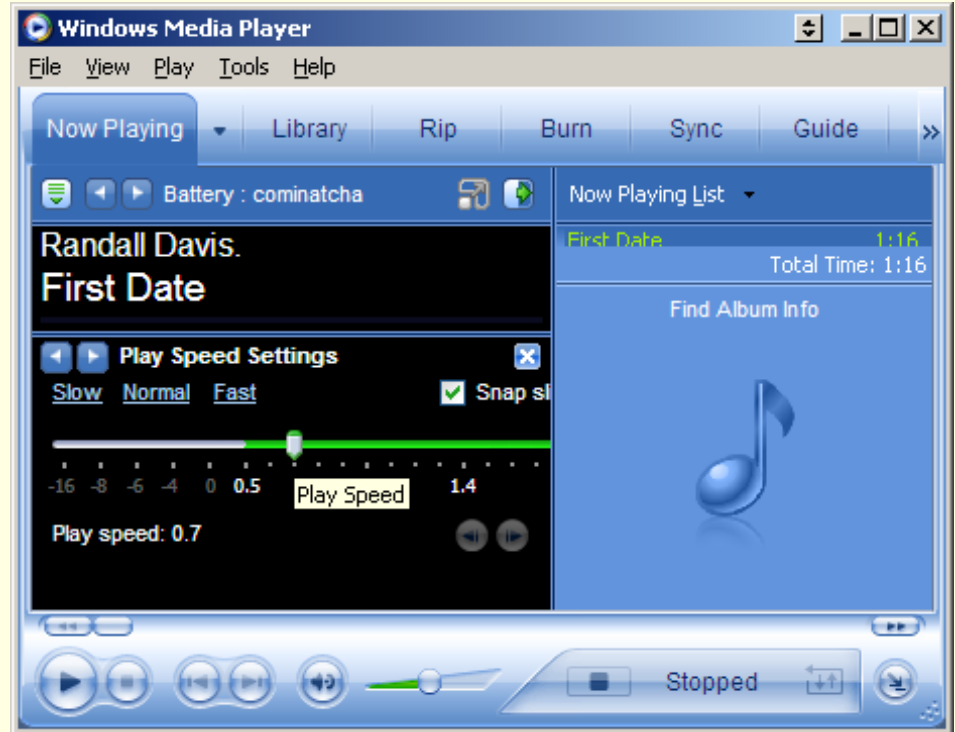 Windows Media Player
File View Play Tools Help
Now Playing Library Rip Burn Sync Guide »
Battery : cominatcha
Now Playing List
Randall Davis.
First Date
First Date 1:16
Total Time: 1:16
Find Album Info
Play Speed Settings
Slow Normal Fast Snap sl
-16 -8 -6 -4 0 0.5 1.4
Play Speed
Play speed: 0.7
Stopped